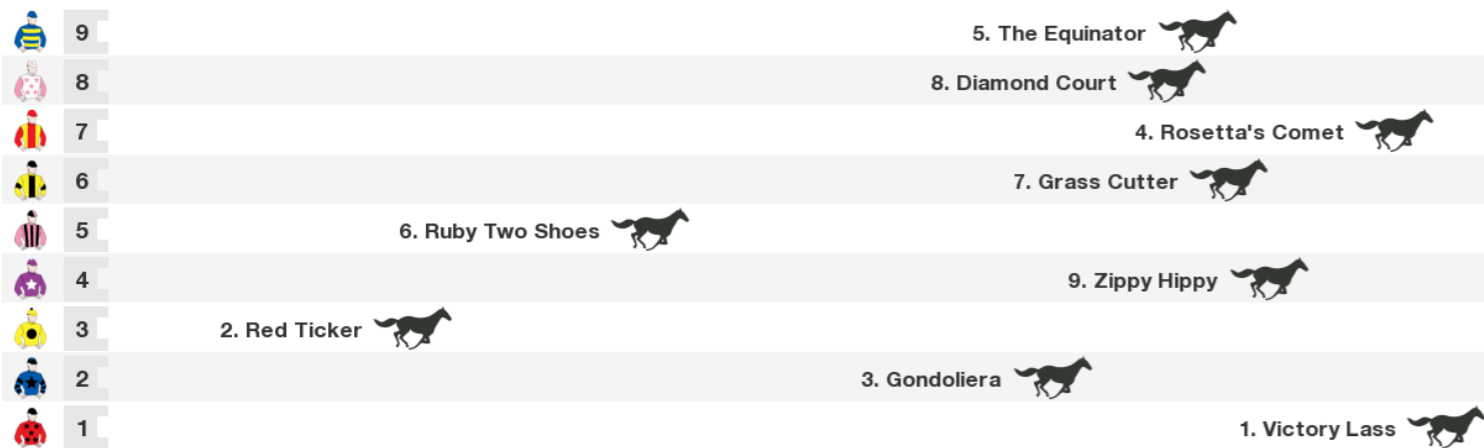 9 5. The Equinator
8 8. Diamond Court
7 4. Rosetta's Comet
6 7. Grass Cutter
5 6. Ruby Two Shoes
4 9. Zippy Hippy
3 2. Red Ticker
2 3. Gondoliera
1 1. Victory Lass